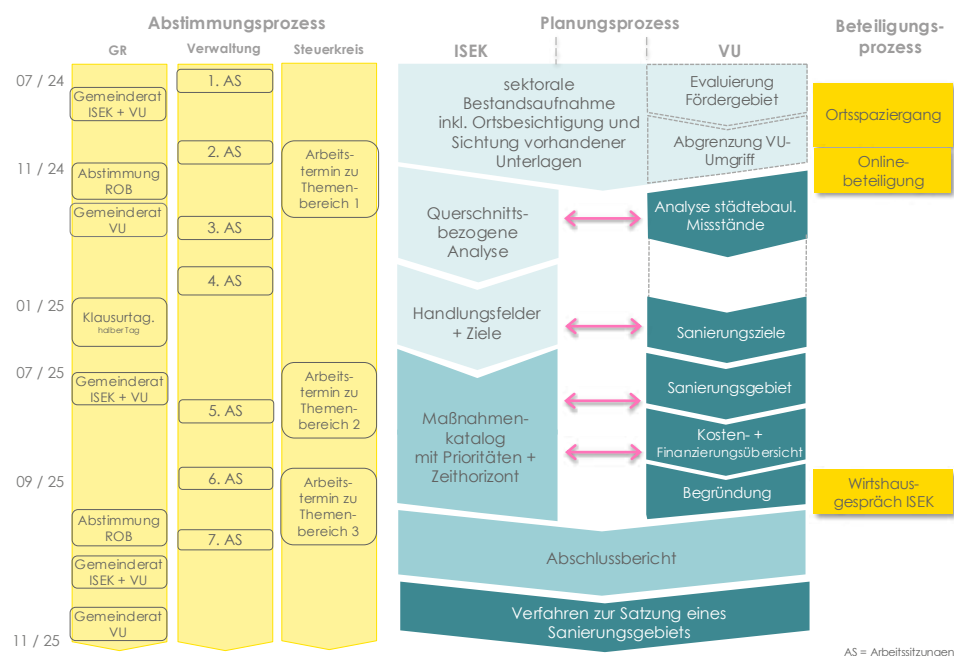 Abstimmungsprozess
GR
Verwaltung
Steuerkreis
Planungsprozess
ISEK
VU
Beteiligungs-
prozess
07 / 24
11 / 24
01 / 25
07 / 25
09 / 25
11 / 25
Gemeinderat
ISEK + VU
Abstimmung
ROB
Gemeinderat
VU
Klausurtag.
halber Tag
Gemeinderat
ISEK + VU
Abstimmung
ROB
Gemeinderat
ISEK + VU
Gemeinderat
VU
1. AS
2. AS
3. AS
4. AS
5. AS
6. AS
7. AS
Arbeits-
termin zu
Themen-
bereich 1
Arbeits-
termin zu
Themen-
bereich 2
Arbeits-
termin zu
Themen-
bereich 3
sektorale
Bestandsaufnahme
inkl. Ortsbesichtigung und
Sichtung vorhandener
Unterlagen
Querschnitts-
bezogene
Analyse
Handlungsfelder
+ Ziele
Maßnahmen-
katalog
mit Prioritäten +
Zeithorizont
Evaluierung
Fördergebiet
Abgrenzung VU-
Umgriff
Analyse städtebaul.
Missstände
Sanierungsziele
Sanierungsgebiet
Kosten- +
Finanzierungsübersicht
Begründung
Abschlussbericht
Verfahren zur Satzung eines
Sanierungsgebiets
Ortsspaziergang
Online-
beteiligung
Wirtshaus-
gespräch ISEK
AS = Arbeitssitzungen